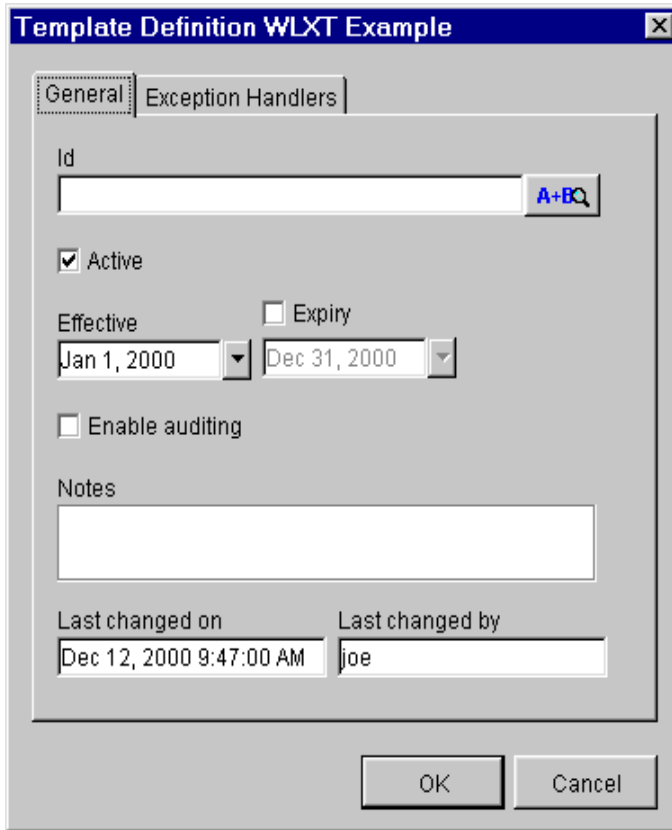 Template Definition WLXT Example
General Exception Handlers
Id
A+B
Active
Effective Expiry
Jan 1, 2000 Dec 31, 2000
Enable auditing
Notes
Last changed on Last changed by
Dec 12, 2000 9:47:00 AM joe
OK Cancel